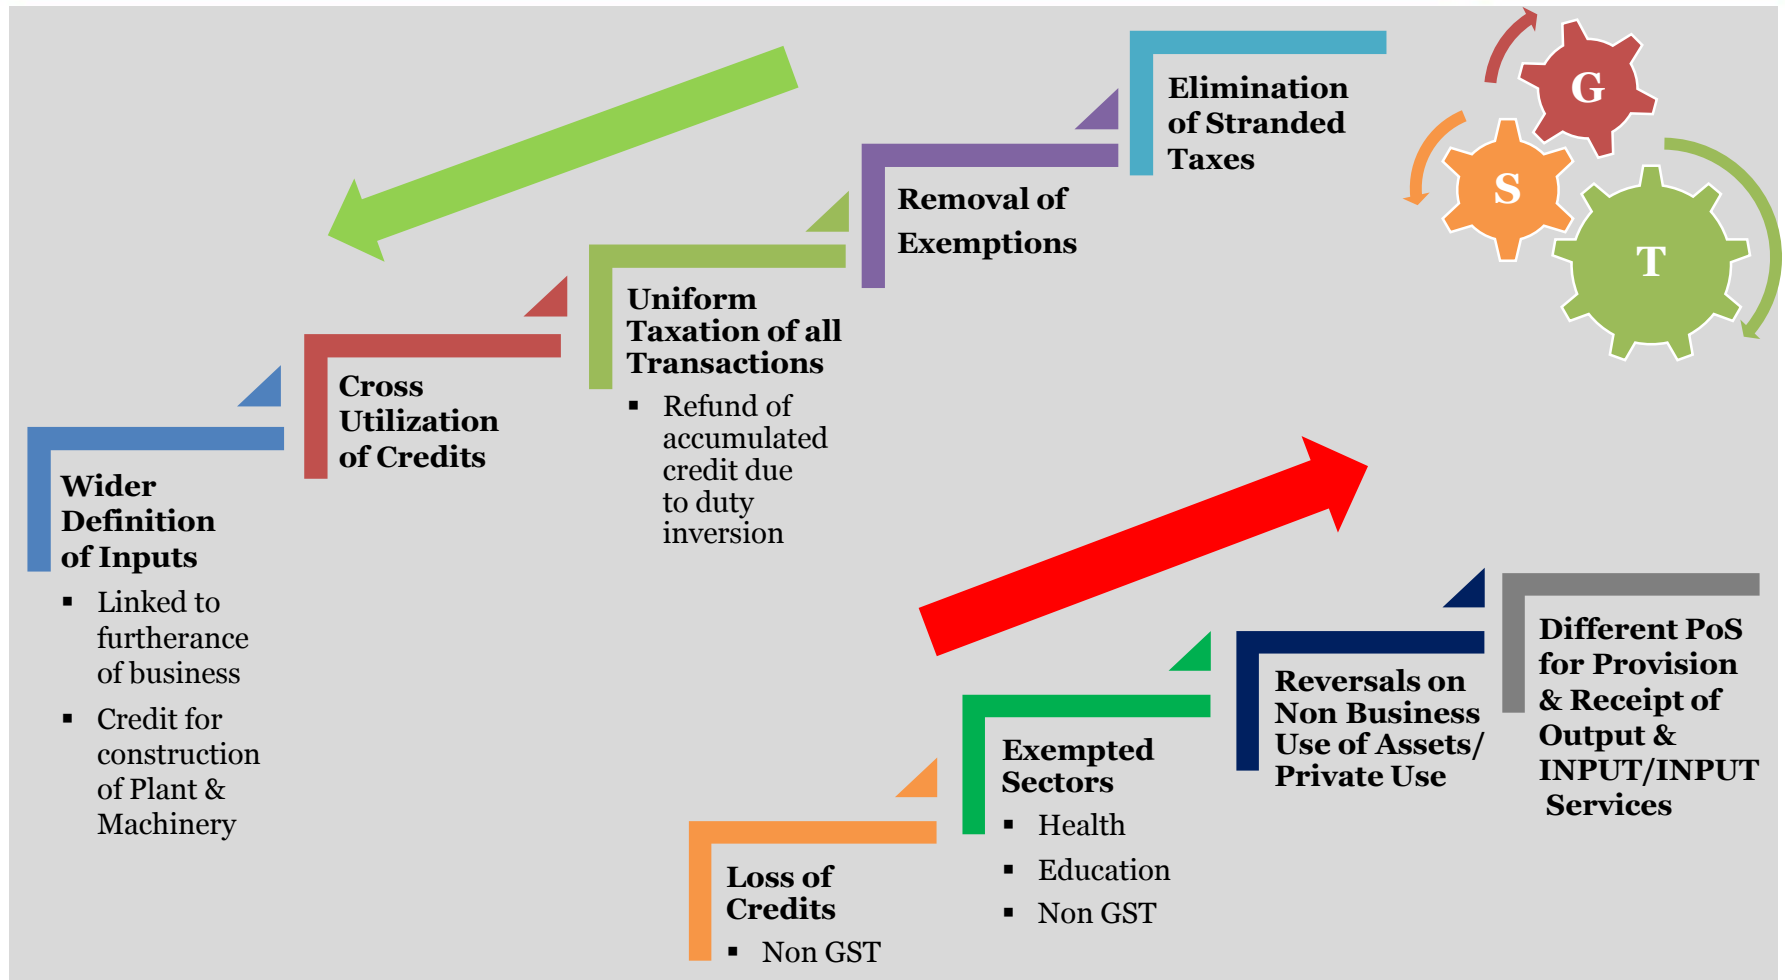 Wider
Definition
of Inputs
▪ Linked to
furtherance
of business
▪ Credit for
construction
of Plant &
Machinery
Cross
Utilization
of Credits
Uniform
Taxation of all
Transactions
▪ Refund of
accumulated
credit due
to duty
inversion
Removal of
Exemptions
Elimination
of Stranded
Taxes
G
S
T
Loss of
Credits
▪ Non GST
Exempted
Sectors
▪ Health
▪ Education
▪ Non GST
Reversals on
Non Business
Use of Assets/
Private Use
Different PoS
for Provision
& Receipt of
Output &
INPUT/INPUT
Services